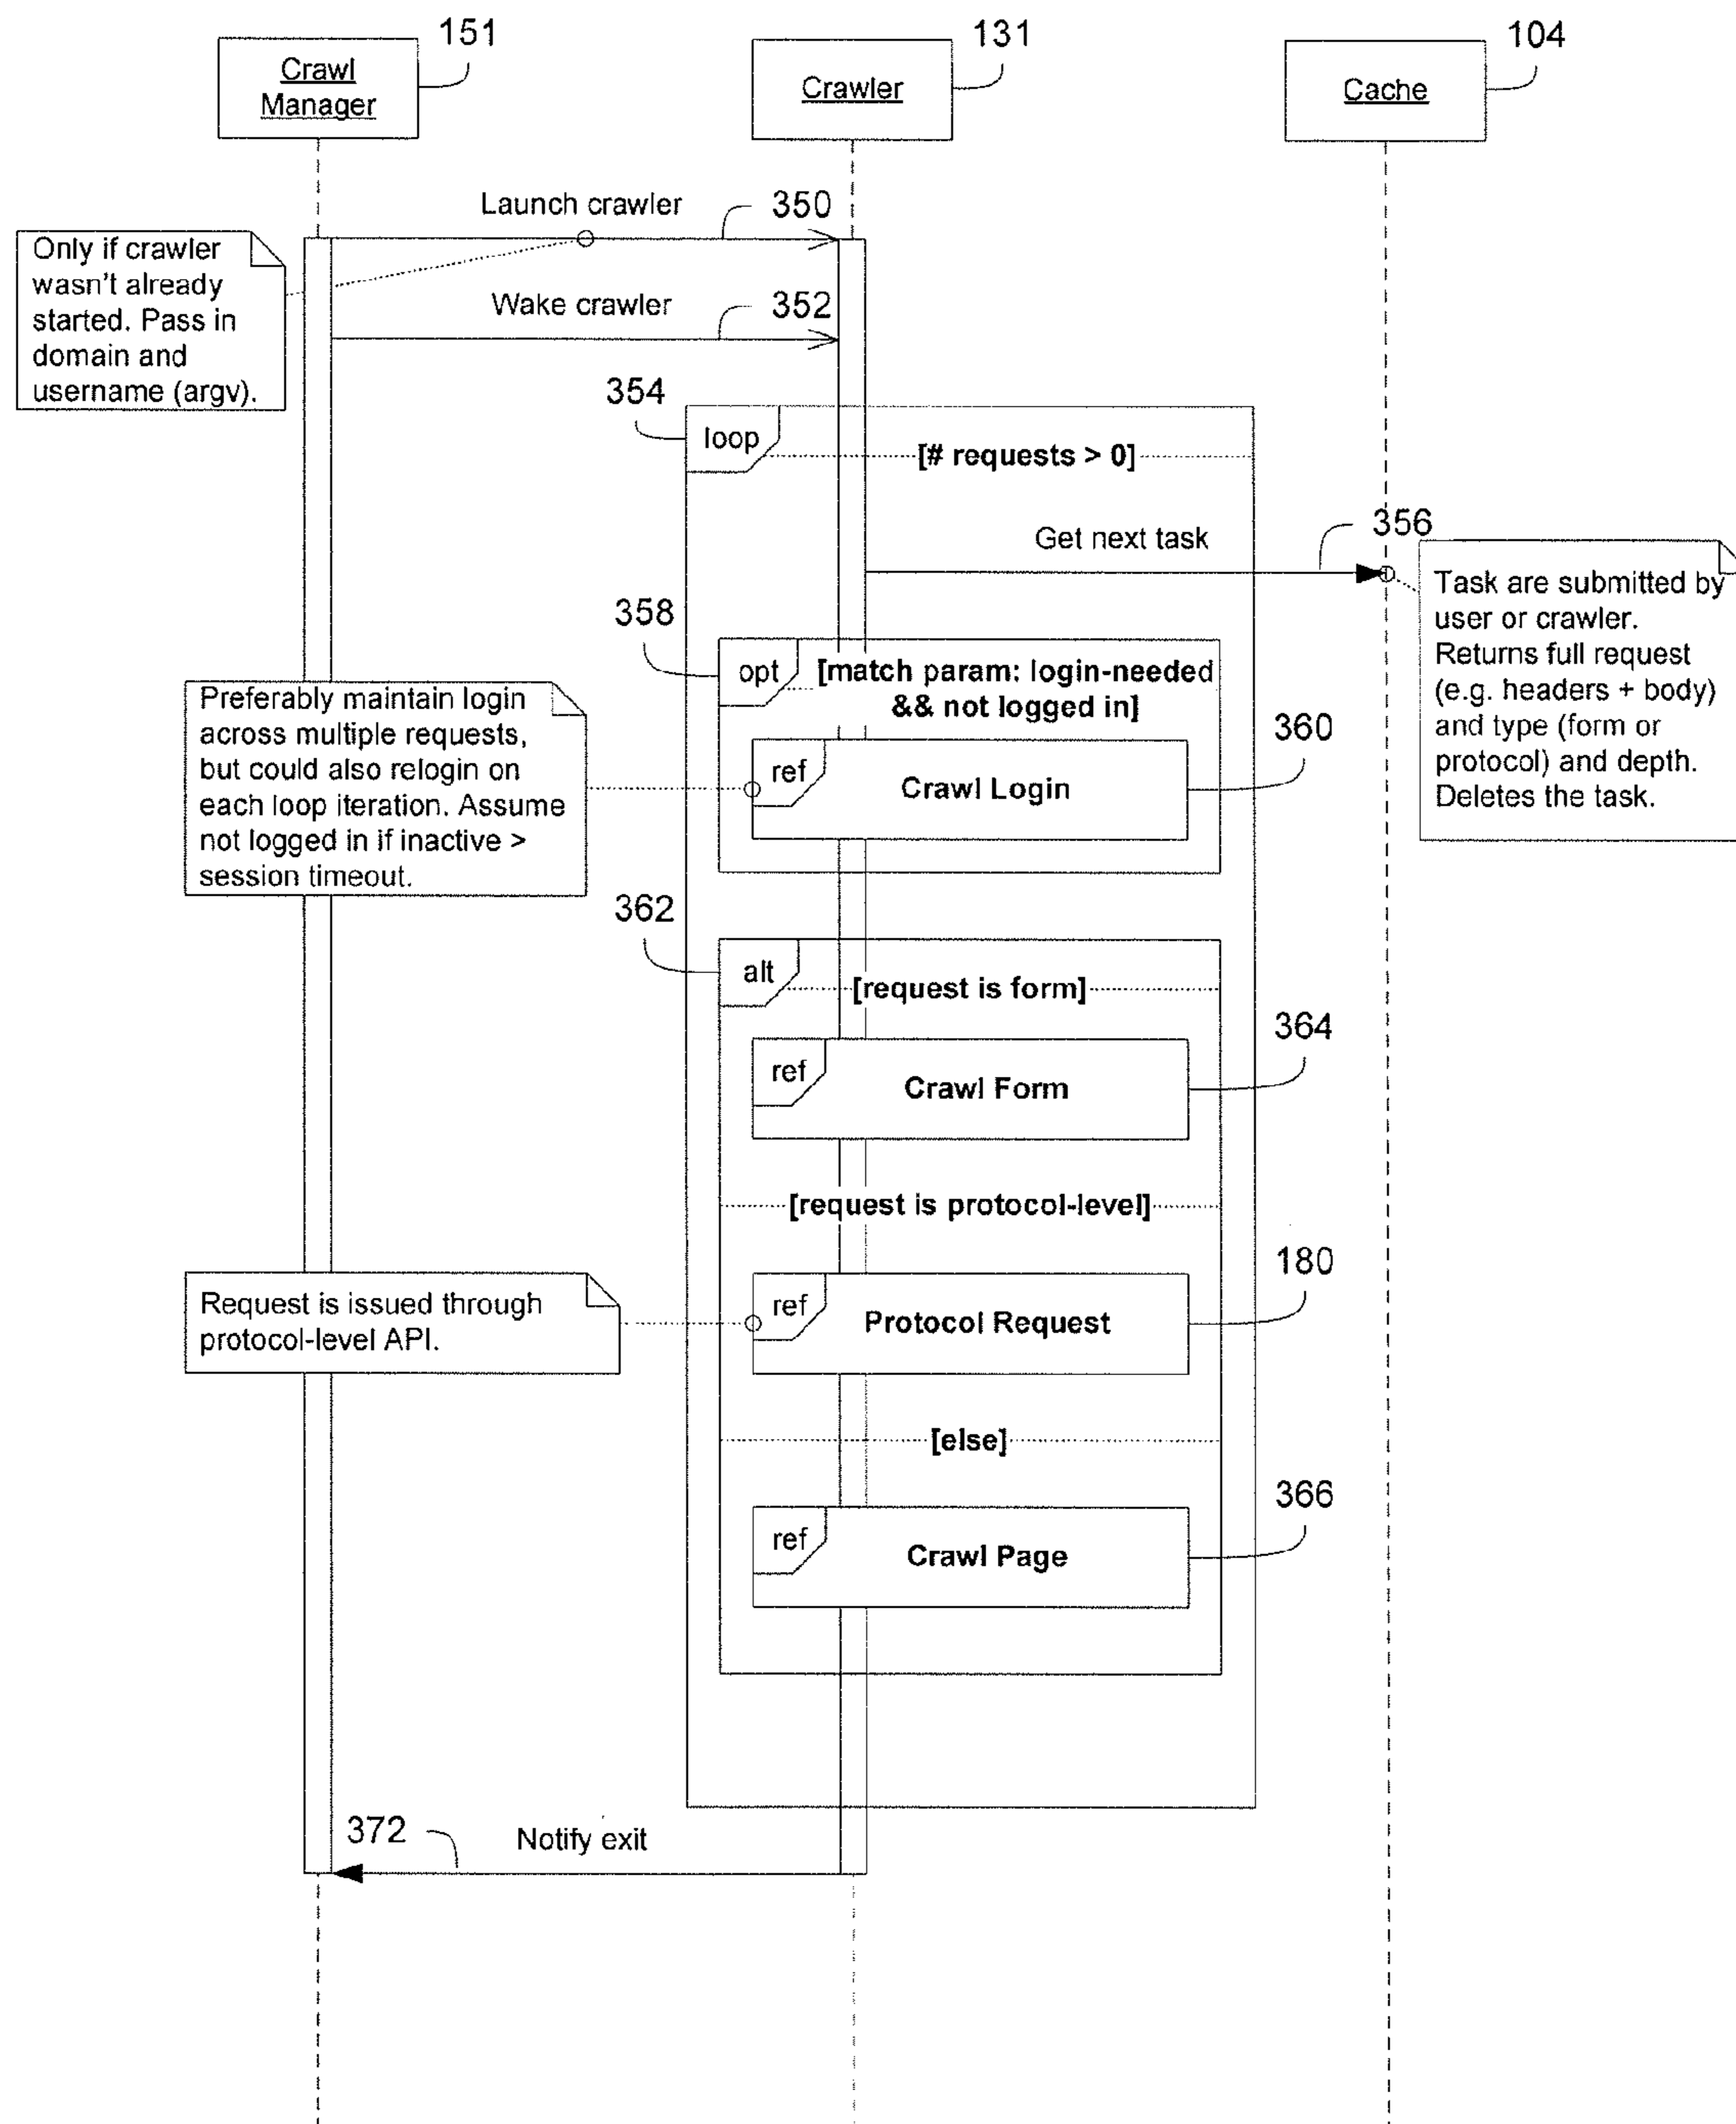 151
131
104
Crawl
Manager
Crawler
Cache
Launch crawler
350
Only if crawler
wasn't already
started. Pass in
domain and
username (argv).
Wake crawler
352
354
loop
[# requests > 0]
Get next task
356
Task are submitted by
user or crawler.
Returns full request
(e.g. headers + body)
and type (form or
protocol) and depth.
Deletes the task.
358
opt
[match param: login-needed
&& not logged in]
Preferably maintain login
across multiple requests,
but could also relogin on
each loop iteration. Assume
not logged in if inactive >
session timeout.
360
ref
Crawl Login
362
alt
[request is form]
364
ref
Crawl Form
[request is protocol-level]
180
Request is issued through
protocol-level API.
ref
Protocol Request
[else]
366
ref
Crawl Page
372
Notify exit